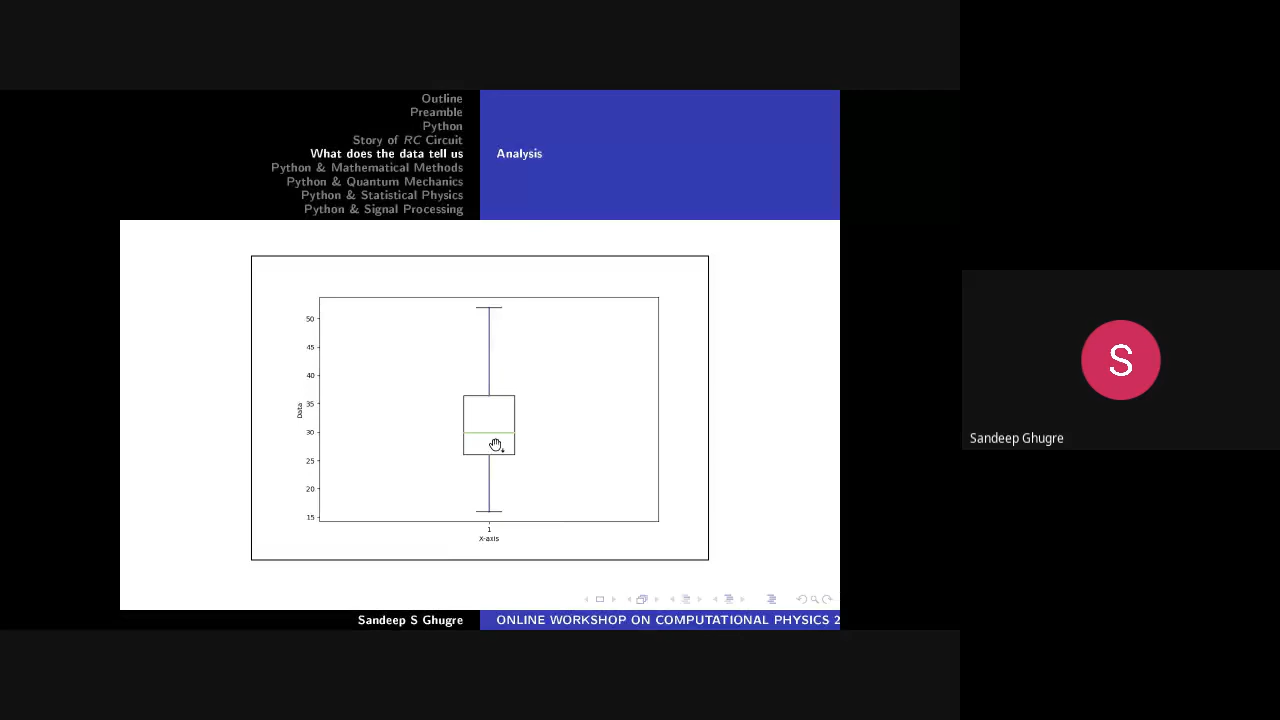 Outline
Preamble
Python
Story of RC Circuit
What does the data tell us
Python & Mathematical Methods
Python & Quantum Mechanics
Python & Statistical Physics
Python & Signal Processing
Analysis
50
45
40
35
30
25
20
15
Data
1
X-axis
S
Sandeep Ghugre
Sandeep S Ghugre
ONLINE WORKSHOP ON COMPUTATIONAL PHYSICS 2